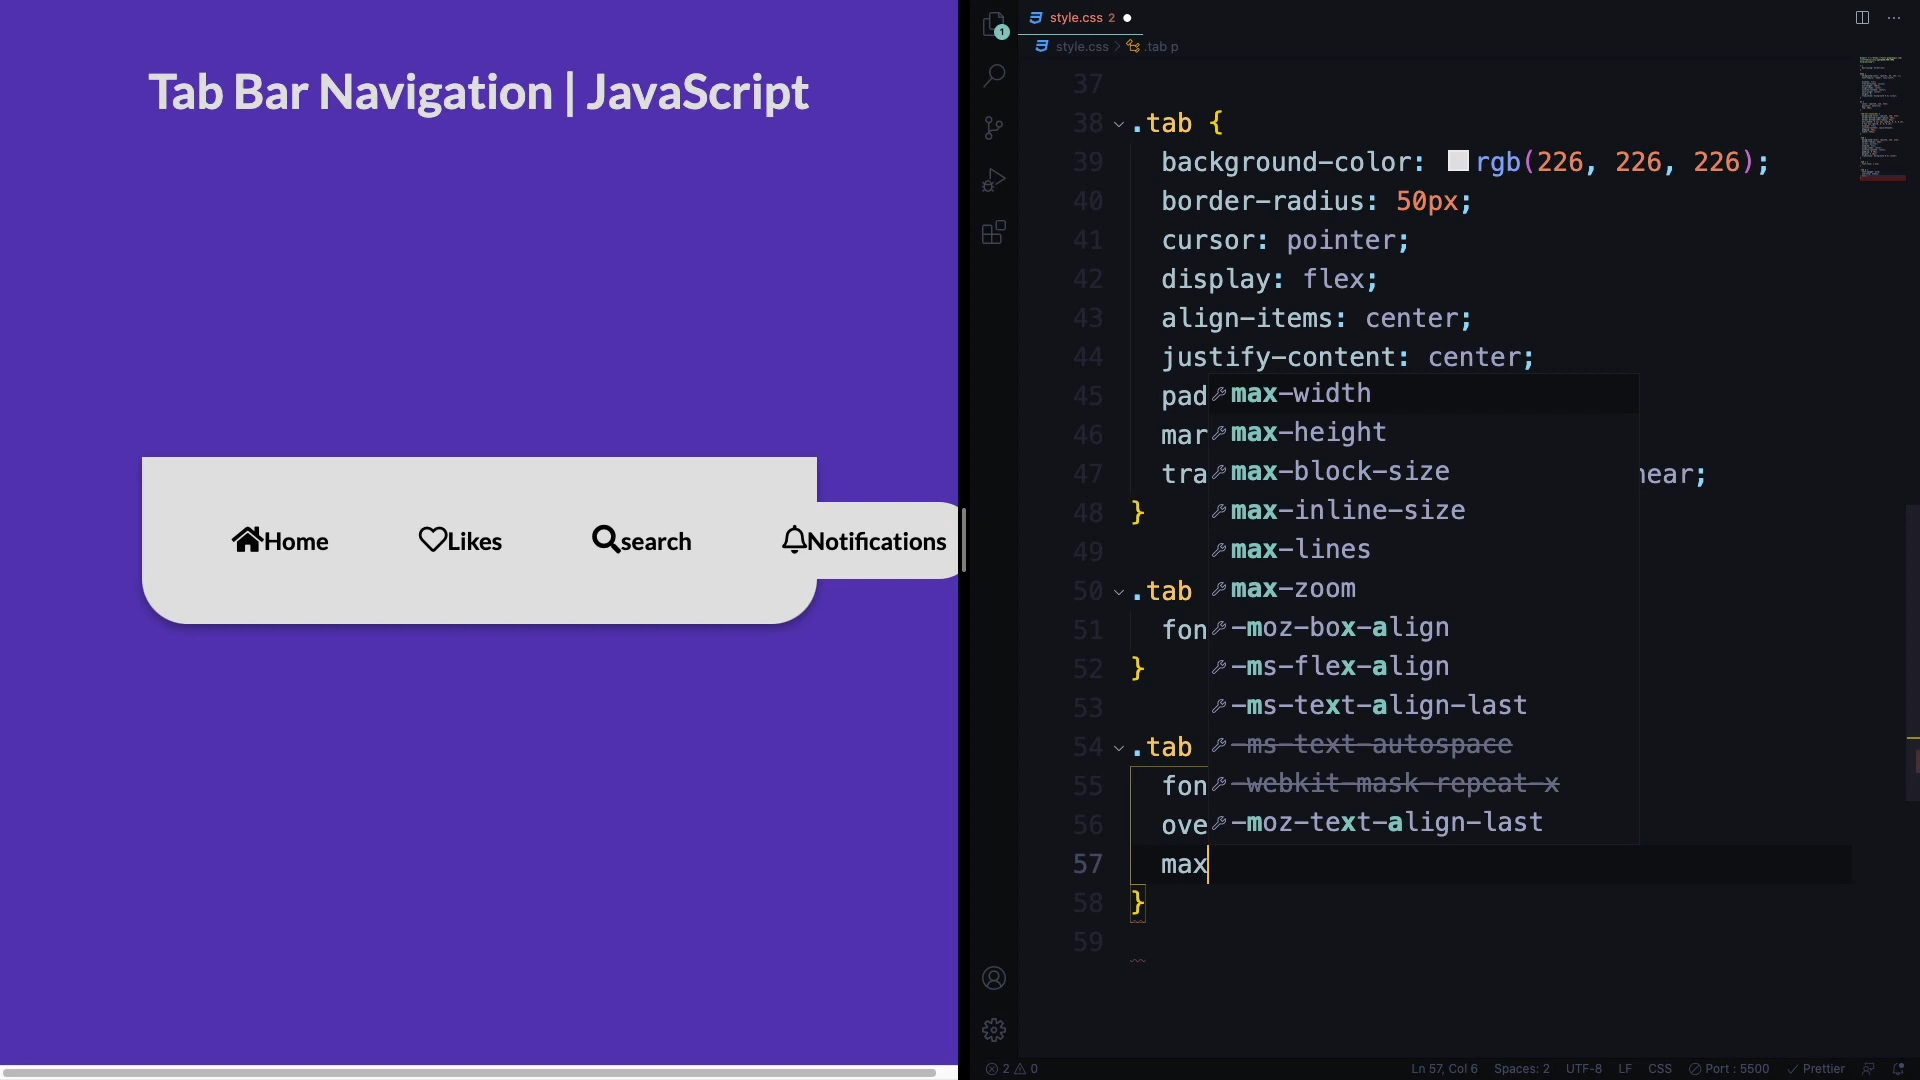 Tab Bar Navigation | JavaScript
Home
Likes
search
Notifications
1
style.css 2
style.css > .tab p
37
38 .tab {
39 background-color: rgb(226, 226, 226);
40 border-radius: 50px;
41 cursor: pointer;
42 display: flex;
43 align-items: center;
44 justify-content: center;
45 pad
46 mar
47 tra near;
48 }
49
50 .tab
51 fon
52 }
53
54 .tab
55 fon
56 ove
57 max
58 }
59
max-width
max-height
max-block-size
max-inline-size
max-lines
max-zoom
-moz-box-align
-ms-flex-align
-ms-text-align-last
-ms-text-autospace
-webkit-mask-repeat-x
-moz-text-align-last
2 0
Ln 57, Col 6
Spaces: 2
UTF-8
LF
CSS
Port : 5500
Prettier